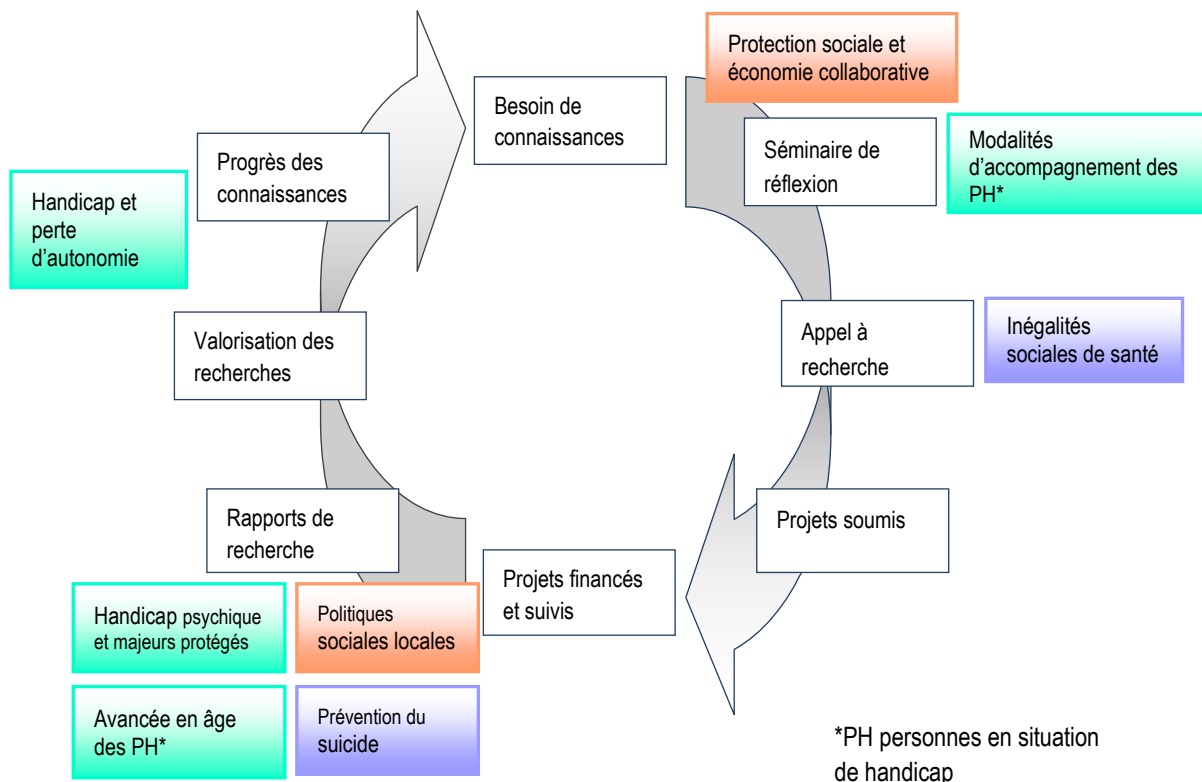 Protection sociale et
économie collaborative
Besoin de
connaissances
Séminaire de
réflexion
Modalités
d’accompagnement des
PH*
Progrès des
connaissances
Handicap et
perte
d’autonomie
Valorisation des
recherches
Appel à
recherche
Inégalités
sociales de santé
Rapports de
recherche
Projets soumis
Projets financés
et suivis
Handicap psychique
et majeurs protégés
Politiques
sociales locales
Avancée en âge
des PH*
Prévention du
suicide
*PH personnes en situation
de handicap